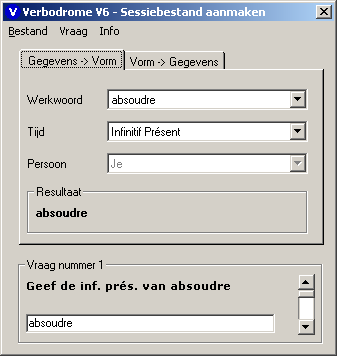 Verbodrome V6 - Sessiebestand aanmaken
Bestand Vraag Info
Gegevens -> Vorm Vorm -> Gegevens
Werkwoord absoudre
Tijd Infinitif Présent
Persoon Je
Resultaat
absoudre
Vraag nummer 1
Geef de inf. prés. van absoudre
absoudre